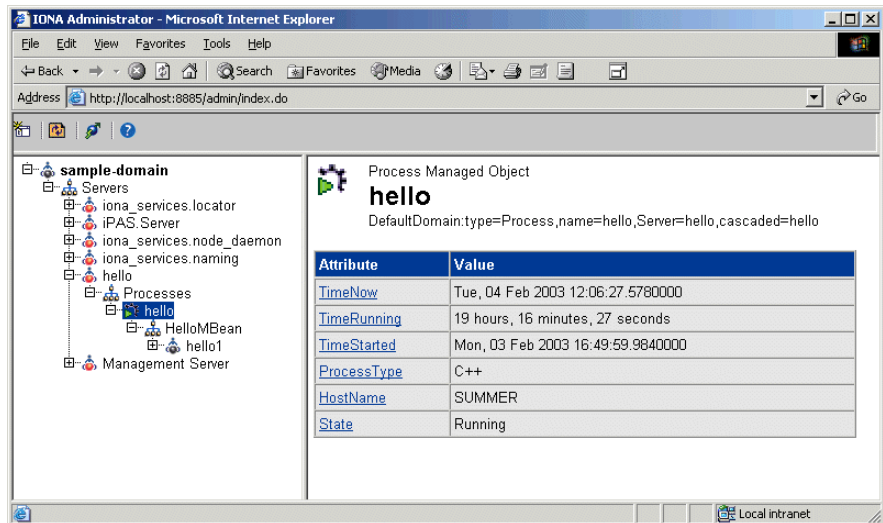 IONA Administrator - Microsoft Internet Explorer
File Edit View Favorites Tools Help
Back Search Favorites Media
Address http://localhost:8885/admin/index.do Go
sample-domain
Servers
iona_services.locator
iPAS.Server
iona_services.node_daemon
iona_services.naming
hello
Processes
hello
HelloMBean
hello1
Management Server
Process Managed Object
hello
DefaultDomain:type=Process,name=hello,Server=hello,cascaded=hello
Attribute Value
TimeNow Tue, 04 Feb 2003 12:06:27.5780000
TimeRunning 19 hours, 16 minutes, 27 seconds
TimeStarted Mon, 03 Feb 2003 16:49:59.9840000
ProcessType C++
HostName SUMMER
State Running
Local intranet